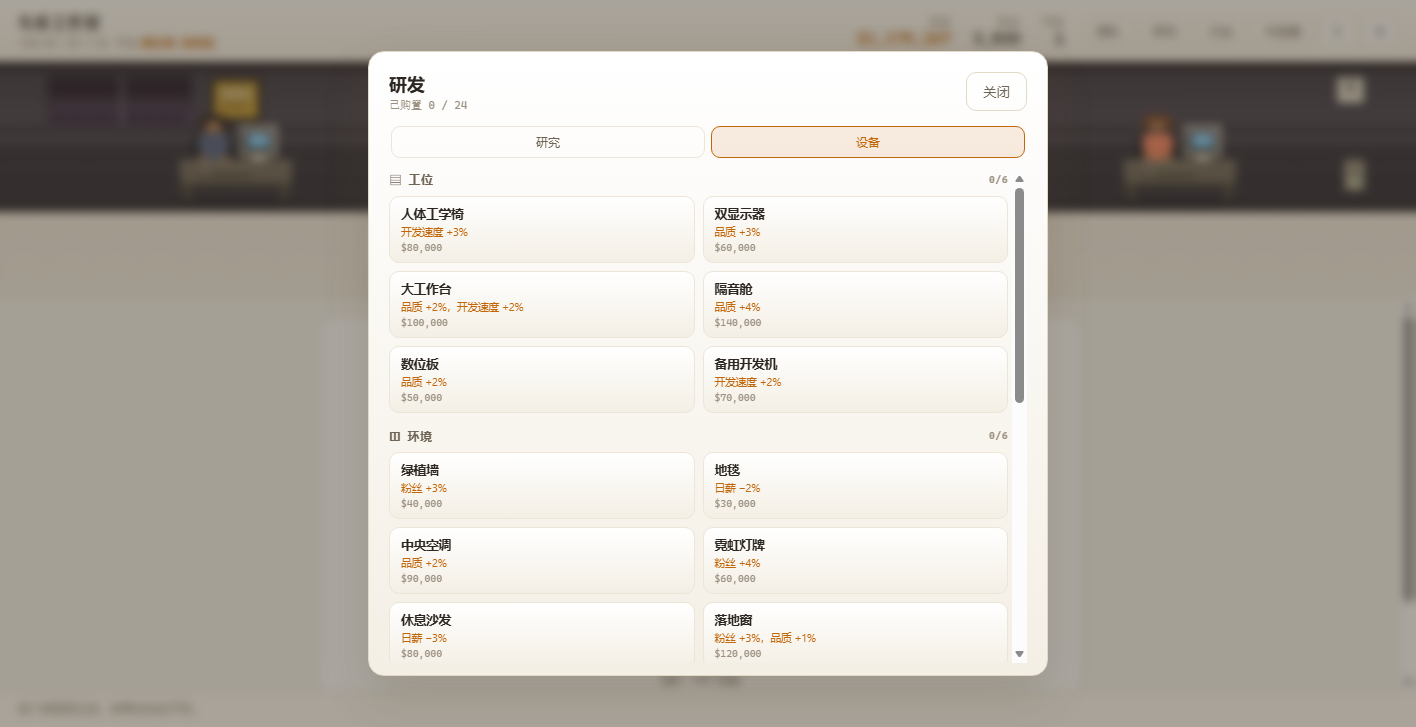 研发
已购置 0 / 24
关闭
研究
设备
工位
0/6
人体工学椅
开发速度 +3%
$80,000
双显示器
品质 +3%
$60,000
大工作台
品质 +2%, 开发速度 +2%
$100,000
隔音舱
品质 +4%
$140,000
数位板
品质 +2%
$50,000
备用开发机
开发速度 +2%
$70,000
环境
0/6
绿植墙
粉丝 +3%
$40,000
地毯
日薪 −2%
$30,000
中央空调
品质 +2%
$90,000
霓虹灯牌
粉丝 +4%
$60,000
休息沙发
日薪 −3%
$80,000
落地窗
粉丝 +3%, 品质 +1%
$120,000